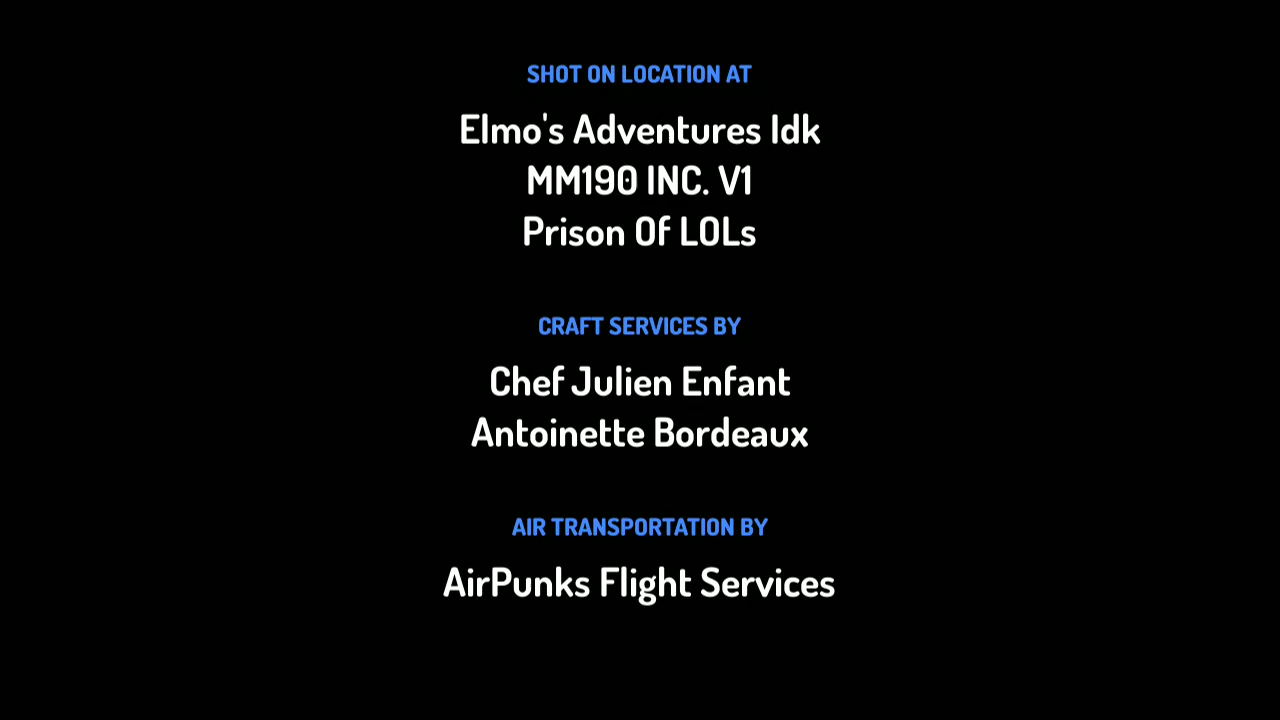 SHOT ON LOCATION AT
Elmo's Adventures Idk
MM190 INC. V1
Prison Of LOLs
CRAFT SERVICES BY
Chef Julien Enfant
Antoinette Bordeaux
AIR TRANSPORTATION BY
AirPunks Flight Services